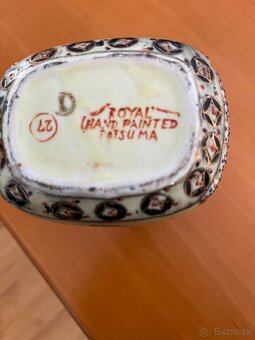 ROYAL
HAND PAINTED
SATSUMA
27
Bazos.sk